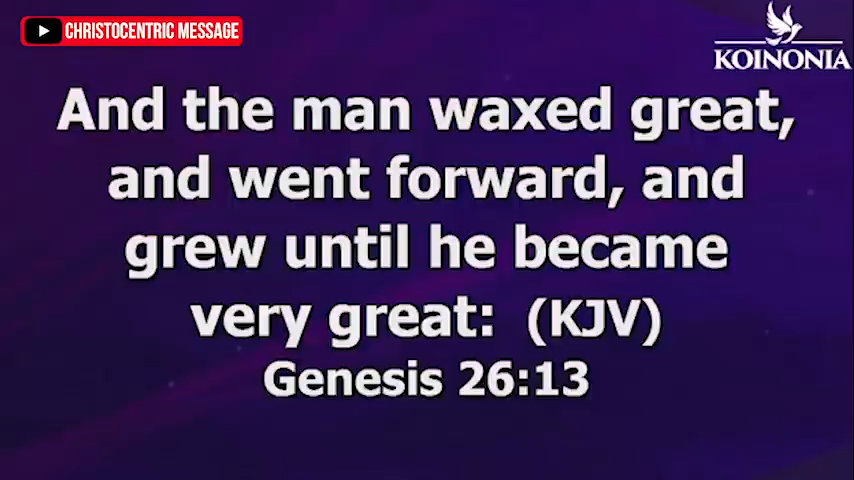 CHRISTOCENTRIC MESSAGE
KOINONIA
And the man waxed great,
and went forward, and
grew until he became
very great: (KJV)
Genesis 26:13